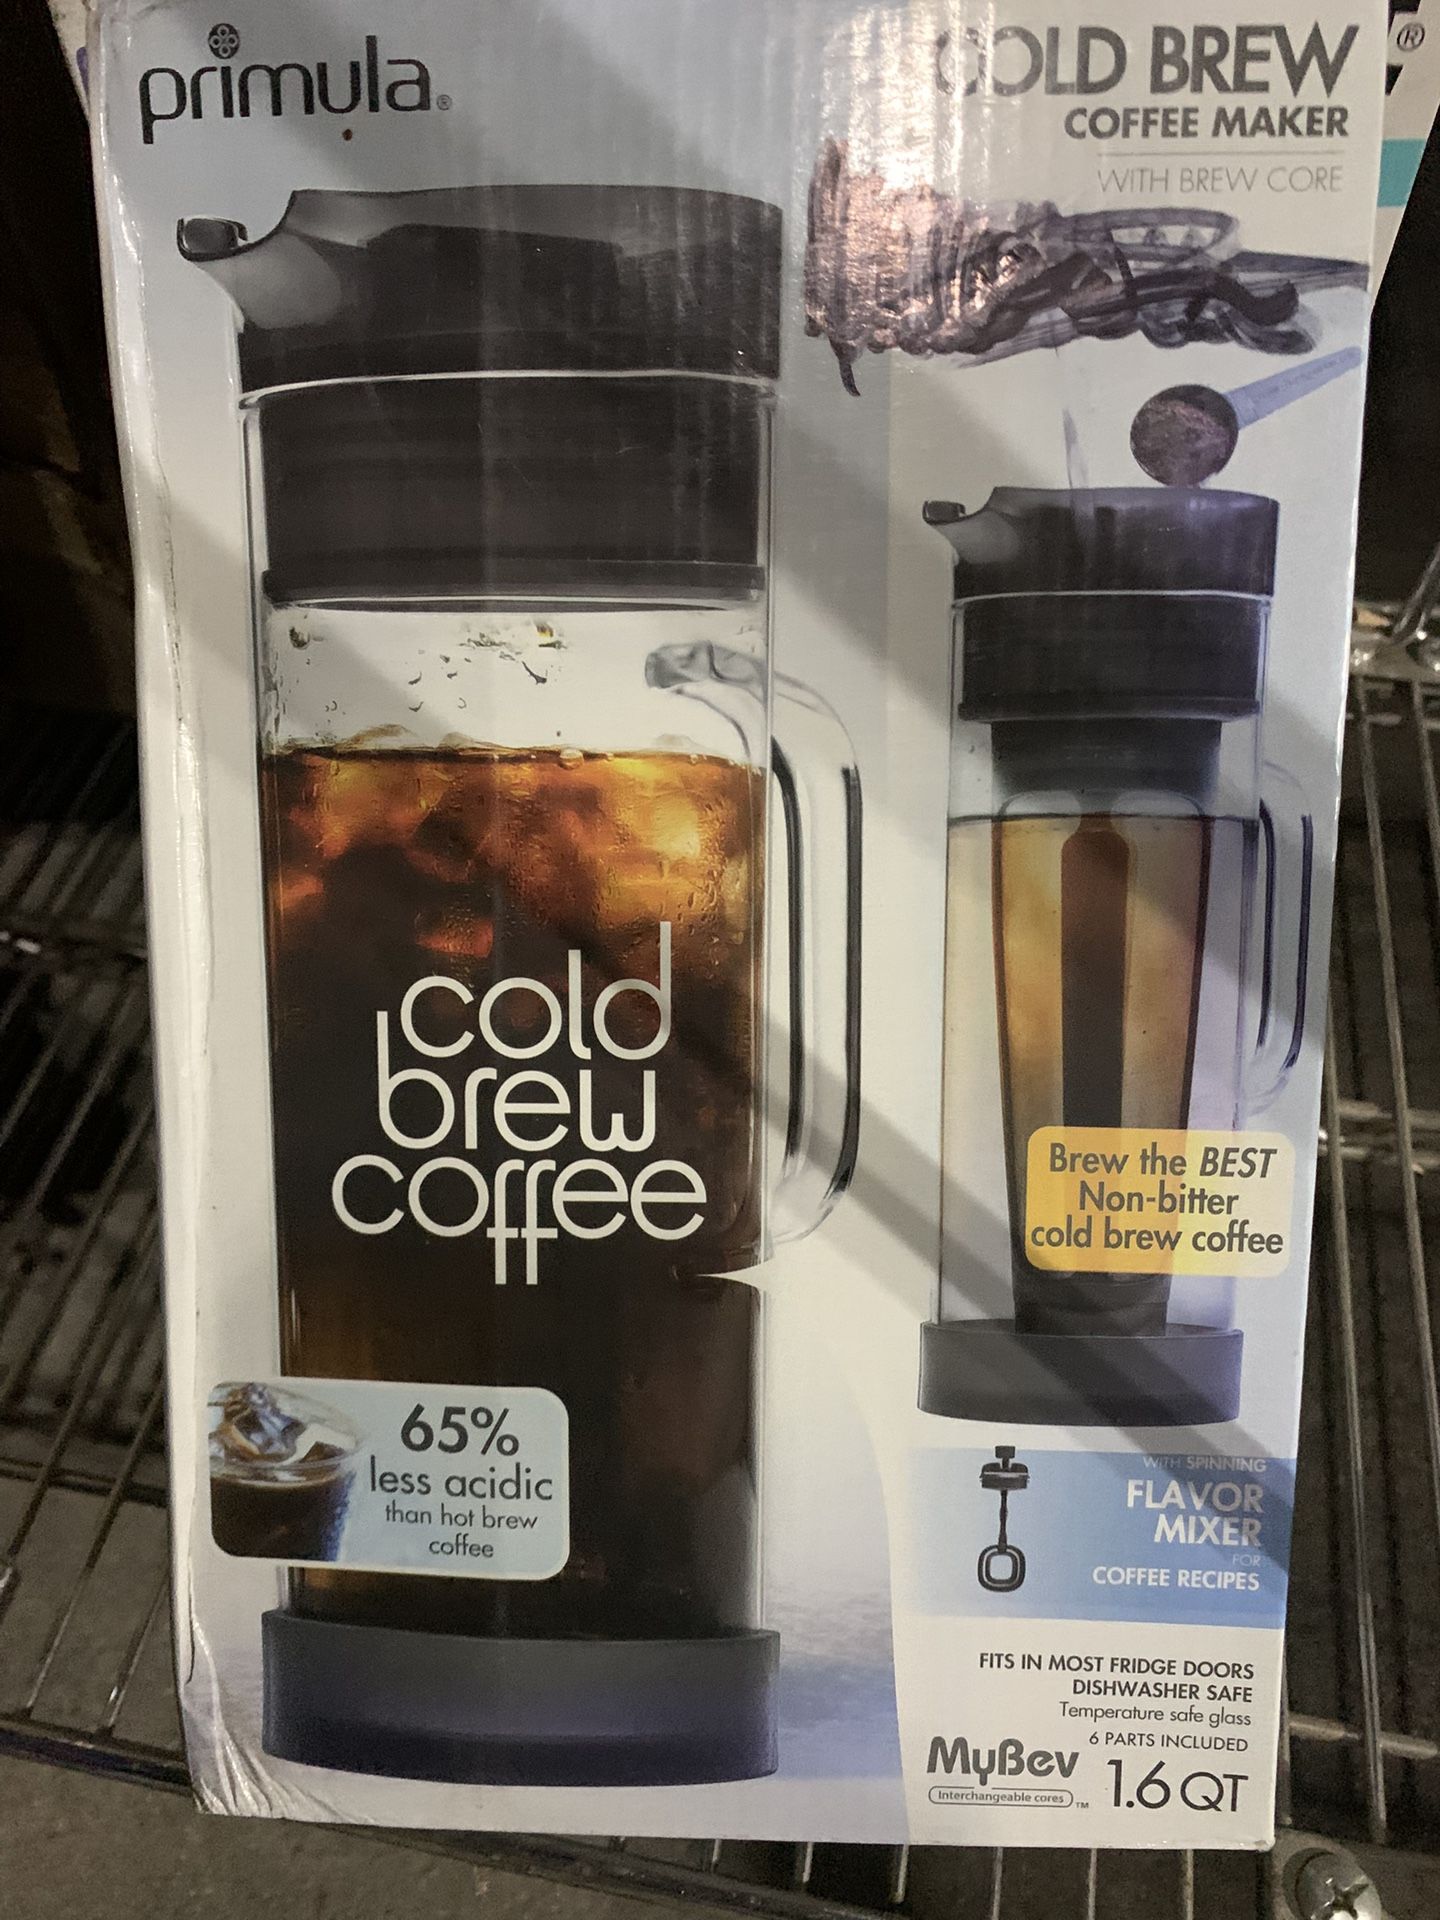 primula®
COLD BREW
COFFEE MAKER
WITH BREW CORE
®
cold
brew
coffee
Brew the BEST
Non-bitter
cold brew coffee
65%
less acidic
than hot brew
coffee
WITH SPINNING
FLAVOR
MIXER
FOR
COFFEE RECIPES
FITS IN MOST FRIDGE DOORS
DISHWASHER SAFE
Temperature safe glass
6 PARTS INCLUDED
MyBev
Interchangeable cores ™
1.6 QT